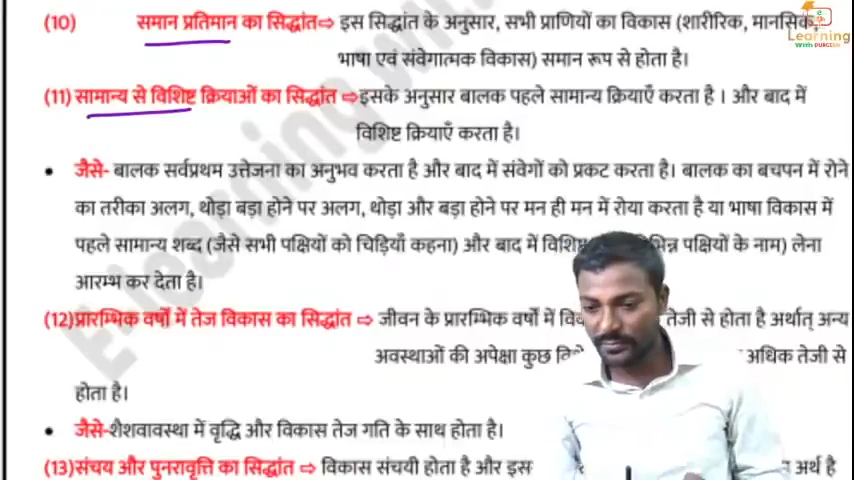 (10) समान प्रतिमान का सिद्धांत⇨ इस सिद्धांत के अनुसार, सभी प्राणियों का विकास (शारीरिक, मानसिक,
भाषा एवं संवेगात्मक विकास) समान रूप से होता है।
(11) सामान्य से विशिष्ट क्रियाओं का सिद्धांत ⇨इसके अनुसार बालक पहले सामान्य क्रियाएँ करता है । और बाद में
विशिष्ट क्रियाएँ करता है।
• जैसे- बालक सर्वप्रथम उत्तेजना का अनुभव करता है और बाद में संवेगों को प्रकट करता है। बालक का बचपन में रोने
का तरीका अलग, थोड़ा बड़ा होने पर अलग, थोड़ा और बड़ा होने पर मन ही मन में रोया करता है या भाषा विकास में
पहले सामान्य शब्द (जैसे सभी पक्षियों को चिड़ियाँ कहना) और बाद में पक्षियों के नाम) लेना
आरम्भ कर देता है।
(12)प्रारम्भिक वर्षों में तेज विकास का सिद्धांत ⇨ जीवन के प्रारम्भिक वर्षों में तेजी से होता है अर्थात् अन्य
अवस्थाओं की अपेक्षा कुछ अधिक तेजी से
होता है।
• जैसे-शैशवावस्था में वृद्धि और विकास तेज गति के साथ होता है।
(13)संचय और पुनरावृत्ति का सिद्धांत ⇨ विकास संचयी होता है और अर्थ है
Learning
With DURGESH